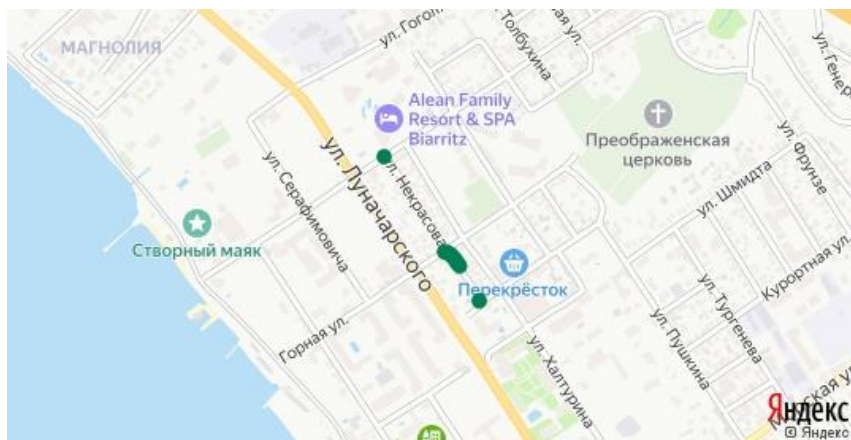 МАГНОЛИЯ
ул. Гогол
ул. Толбухина
кая ул.
ул. Генер
Alean Family
Resort & SPA
Biarritz
Преображенская
церковь
ул. Фрунзе
ул. Луначарского
ул. Некрасова
ул. Серафимовича
ул. Шмидта
Створный маяк
Перекрёсток
Курортная ул.
Горная ул.
ул. Тургенева
ул. Пушкина
ул. Халтурина
Яндекс
© Яндекс